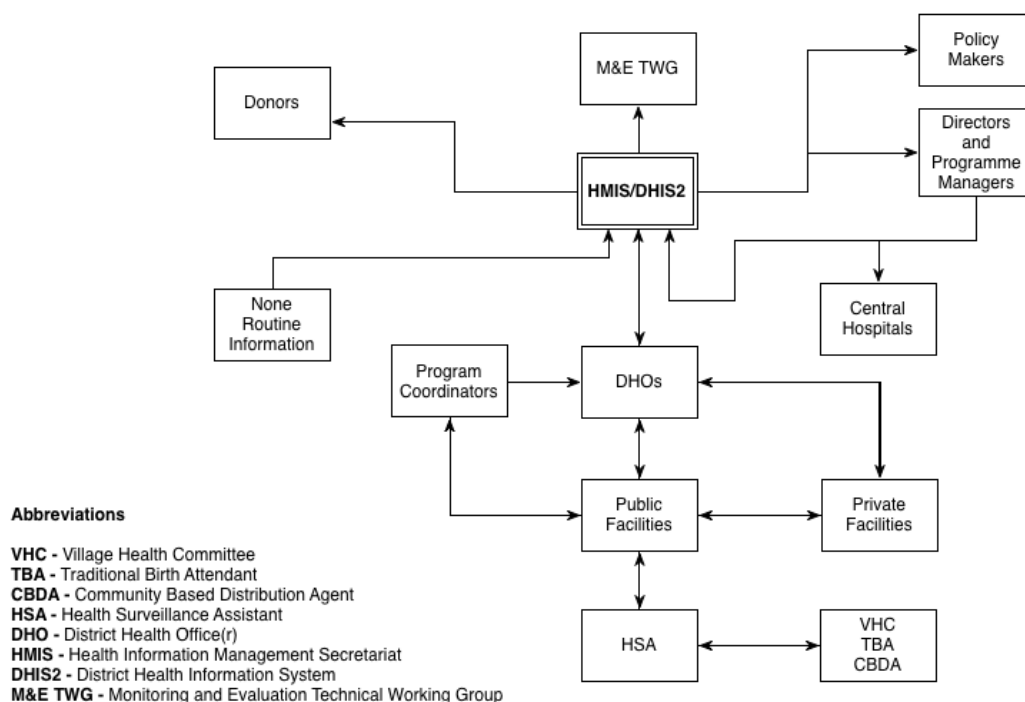 Policy
Makers
M&E TWG
Donors
Directors
and
Programme
Managers
HMIS/DHIS2
None
Routine
Information
Central
Hospitals
Program
Coordinators
DHOs
Public
Facilities
Private
Facilities
HSA
VHC
TBA
CBDA
Abbreviations
VHC - Village Health Committee
TBA - Traditional Birth Attendant
CBDA - Community Based Distribution Agent
HSA - Health Surveillance Assistant
DHO - District Health Office(r)
HMIS - Health Information Management Secretariat
DHIS2 - District Health Information System
M&E TWG - Monitoring and Evaluation Technical Working Group